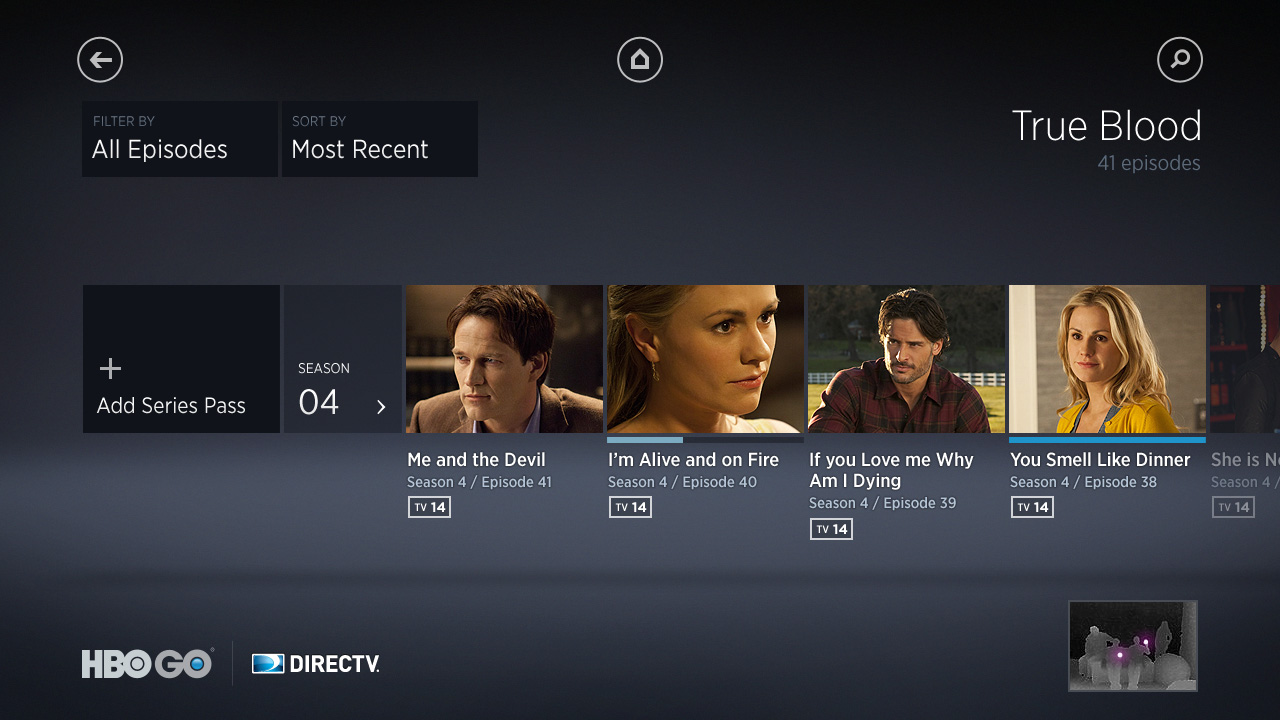 FILTER BY
All Episodes
SORT BY
Most Recent
True Blood
41 episodes
Add Series Pass
SEASON
04
Me and the Devil
Season 4 / Episode 41
TV 14
I'm Alive and on Fire
Season 4 / Episode 40
TV 14
If you Love me Why
Am I Dying
Season 4 / Episode 39
TV 14
You Smell Like Dinner
Season 4 / Episode 38
TV 14
She is
Season 4 /
TV 14
HBO GO®
DIRECTV.